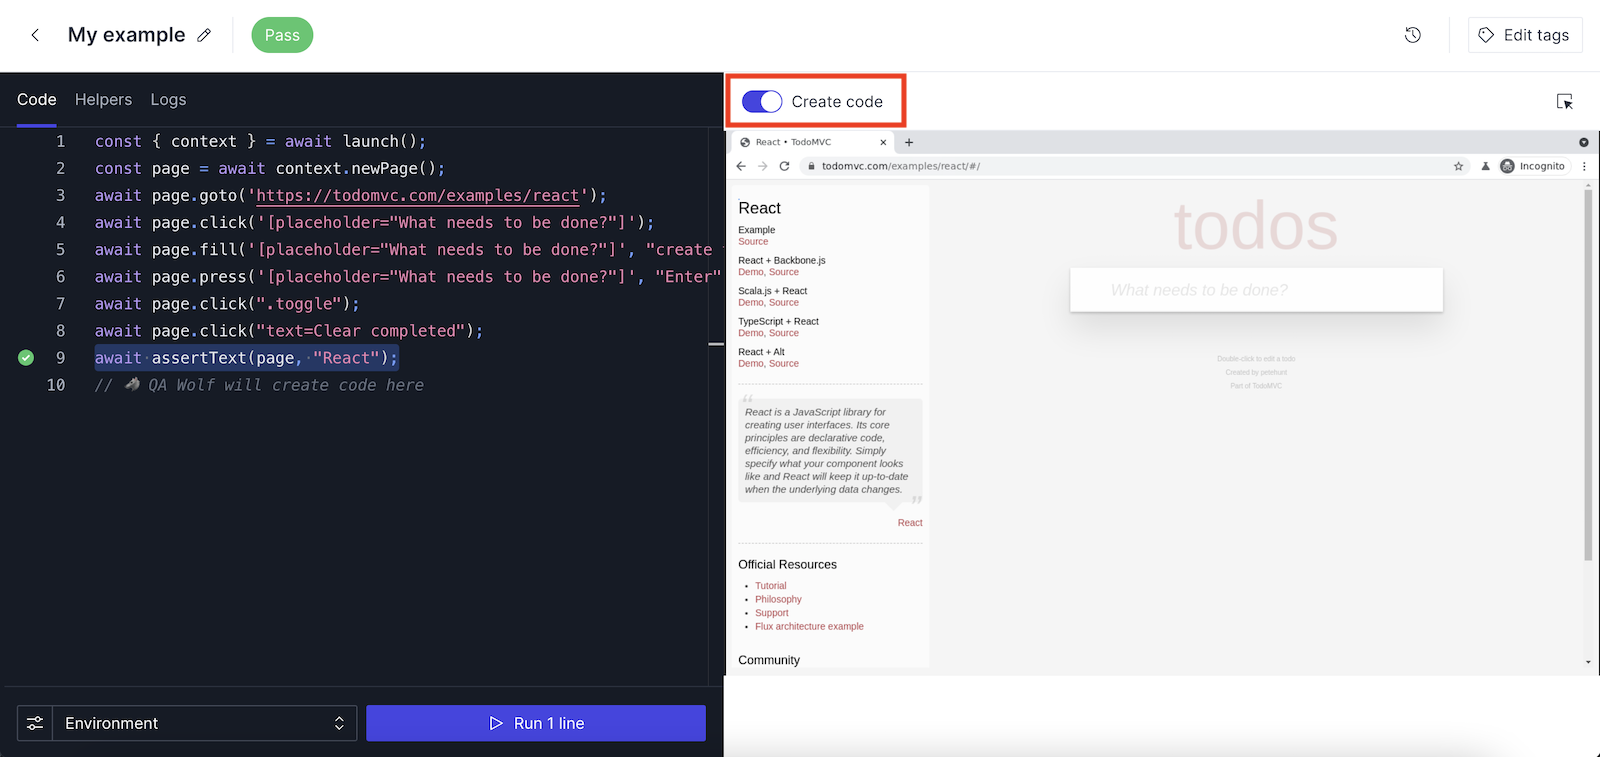 My example
Pass
Edit tags
Code Helpers Logs
Create code
1 const { context } = await launch();
2 const page = await context.newPage();
3 await page.goto('https://todomvc.com/examples/react');
4 await page.click('[placeholder="What needs to be done?"]');
5 await page.fill('[placeholder="What needs to be done?"]', "create
6 await page.press('[placeholder="What needs to be done?"]', "Enter"
7 await page.click(".toggle");
8 await page.click("text=Clear completed");
9 await assertText(page, "React");
10 // 🐺 QA Wolf will create code here
Environment
Run 1 line
React • TodoMVC
todomvc.com/examples/react/#/
Incognito
React
Example
Source
React + Backbone.js
Demo, Source
Scala.js + React
Demo, Source
TypeScript + React
Demo, Source
React + Alt
Demo, Source
“
React is a JavaScript library for
creating user interfaces. Its core
principles are declarative code,
efficiency, and flexibility. Simply
specify what your component looks
like and React will keep it up-to-date
when the underlying data changes.
”
React
Official Resources
• Tutorial
• Philosophy
• Support
• Flux architecture example
Community
todos
What needs to be done?
Double-click to edit a todo
Created by petehunt
Part of TodoMVC